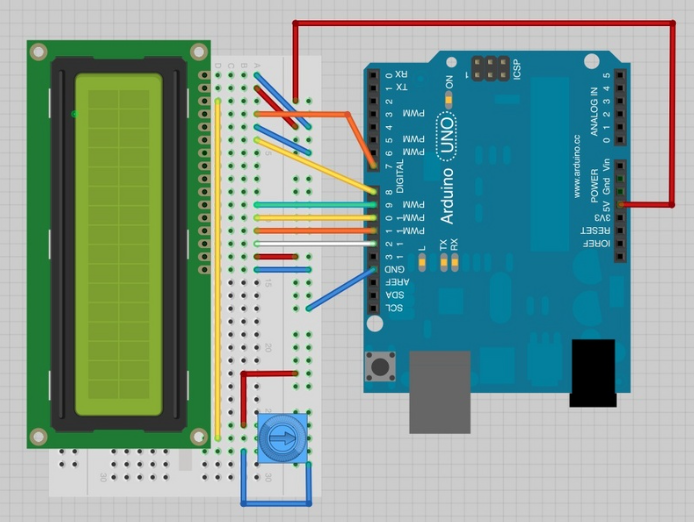 D C B A
5
15
20
30
ICSP
1
ON
RX 0
TX 1
2
PWM 3
4
PWM 5
PWM 6
7
DIGITAL
8
PWM 9
PWM 10
PWM 11
12
13
GND
AREF
SDA
SCL
L
TX
RX
Arduino
UNO
www.arduino.cc
ANALOG IN
5
4
3
2
1
0
POWER
Vin
Gnd
5V
3V3
RESET
IOREF